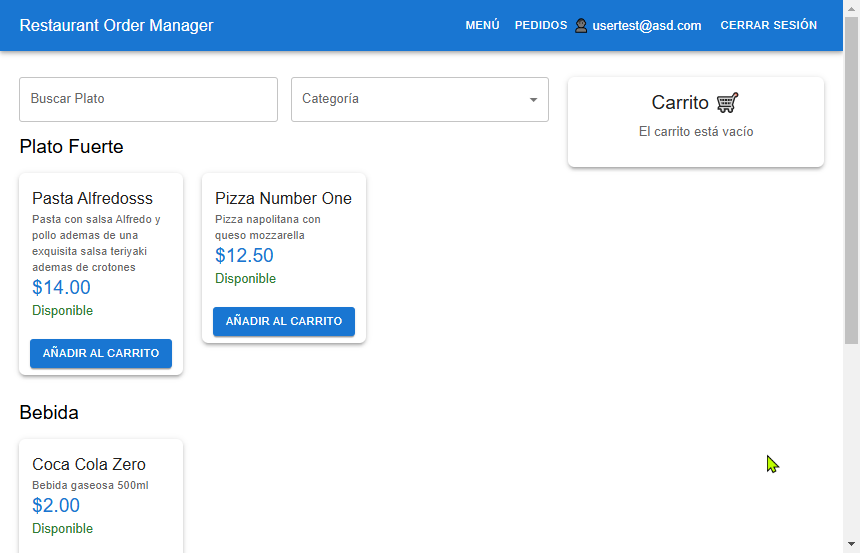 Restaurant Order Manager
MENÚ PEDIDOS usertest@asd.com CERRAR SESIÓN
Buscar Plato
Categoría
Carrito
El carrito está vacío
Plato Fuerte
Pasta Alfredosss
Pasta con salsa Alfredo y
pollo ademas de una
exquisita salsa teriyaki
ademas de crotones
$14.00
Disponible
AÑADIR AL CARRITO
Pizza Number One
Pizza napolitana con
queso mozzarella
$12.50
Disponible
AÑADIR AL CARRITO
Bebida
Coca Cola Zero
Bebida gaseosa 500ml
$2.00
Disponible